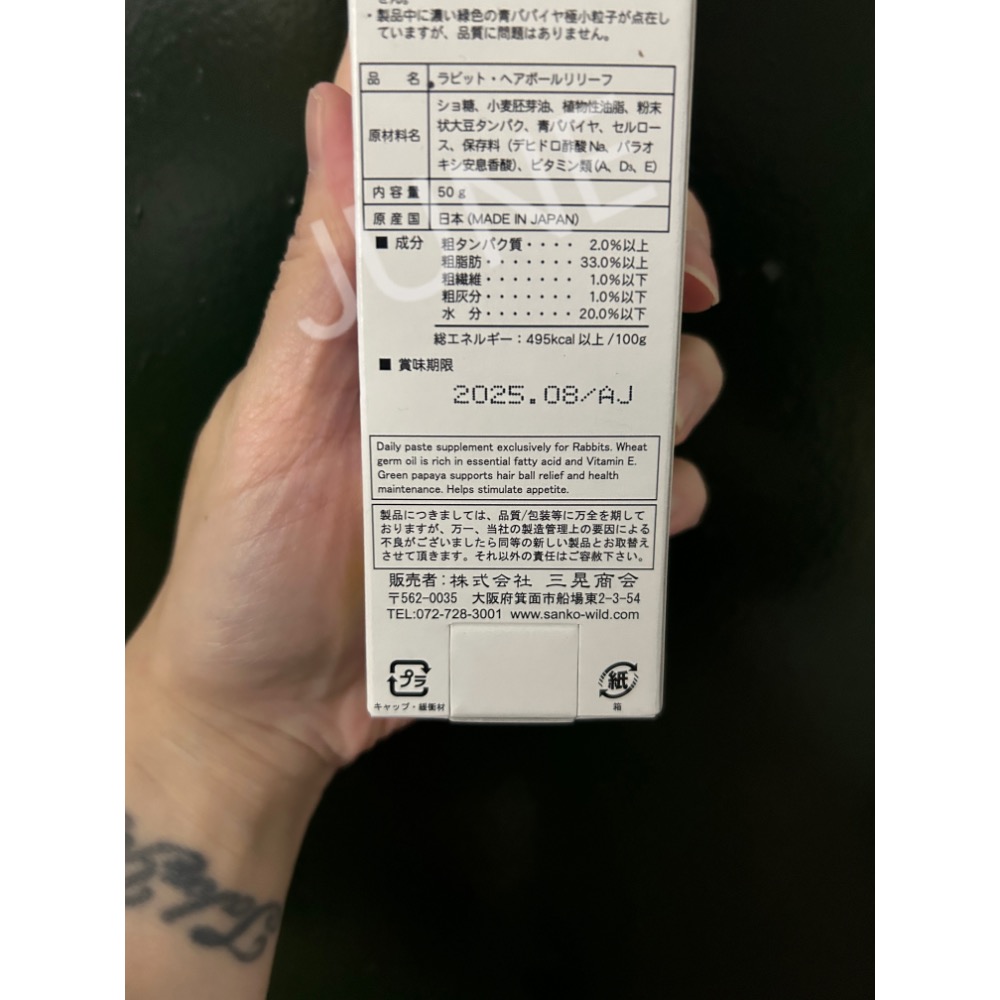 せん。
・製品中に濃い緑色の青パパイヤ極小粒子が点在し
ていますが、品質に問題はありません。
品 名 ラビット・ヘアボールリリーフ
原材料名 ショ糖、小麦胚芽油、植物性油脂、粉末
状大豆タンパク、青パパイヤ、セルロー
ス、保存料（デヒドロ酢酸Na、パラオ
キシ安息香酸）、ビタミン類（A、D₃、E）
内容量 50g
原産国 日本（MADE IN JAPAN）
■ 成分 粗タンパク質・・・・ 2.0%以上
粗脂肪・・・・・・・ 33.0%以上
粗繊維・・・・・・・ 1.0%以下
粗灰分・・・・・・・ 1.0%以下
水 分・・・・・・・ 20.0%以下
総エネルギー：495kcal以上/100g
■ 賞味期限
2025.08/AJ
Daily paste supplement exclusively for Rabbits. Wheat
germ oil is rich in essential fatty acid and Vitamin E.
Green papaya supports hair ball relief and health
maintenance. Helps stimulate appetite.
製品につきましては、品質/包装等に万全を期して
おりますが、万一、当社の製造管理上の要因による
不良がございましたら同等の新しい製品とお取替え
させて頂きます。それ以外の責任はご容赦下さい。
販売者：株式会社 三晃商会
〒562-0035 大阪府箕面市船場東2-3-54
TEL:072-728-3001 www.sanko-wild.com
プラ 紙
キャップ・緩衝材 箱
JUNE